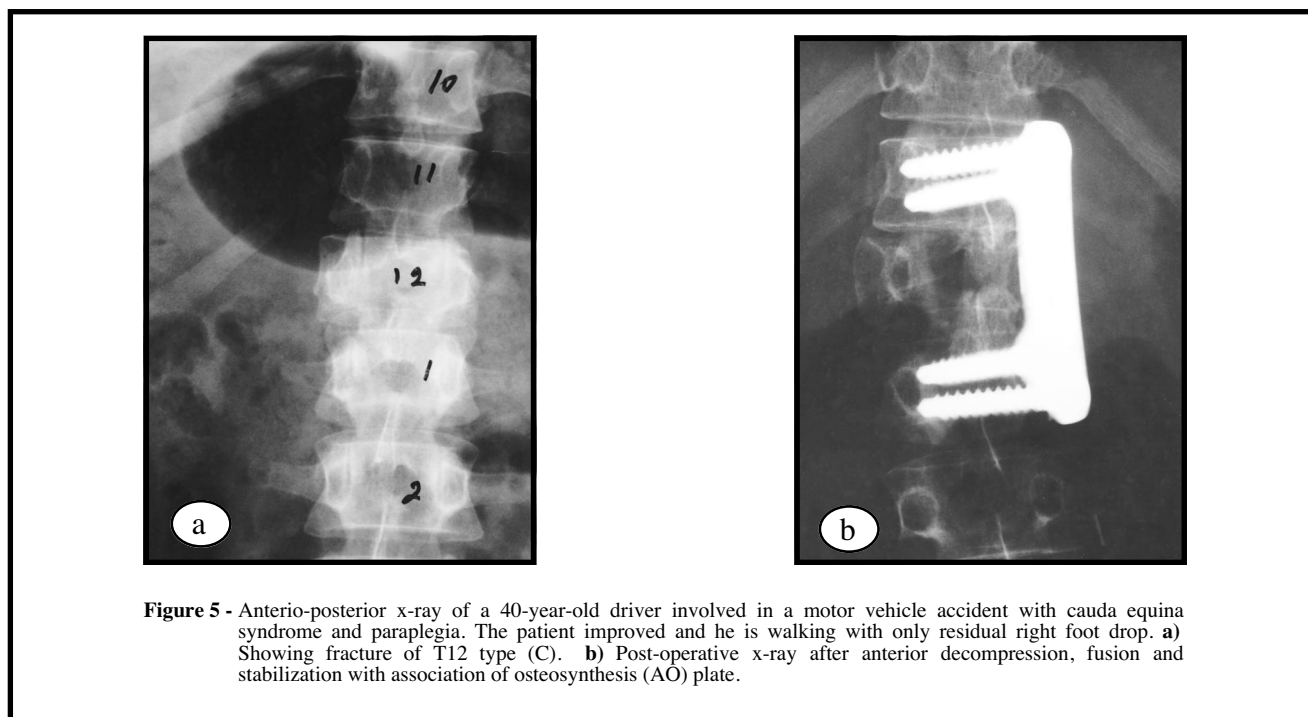 10
11
12
1
2
a
b
Figure 5 - Anterio-posterior x-ray of a 40-year-old driver involved in a motor vehicle accident with cauda equina
syndrome and paraplegia. The patient improved and he is walking with only residual right foot drop. a)
Showing fracture of T12 type (C). b) Post-operative x-ray after anterior decompression, fusion and
stabilization with association of osteosynthesis (AO) plate.